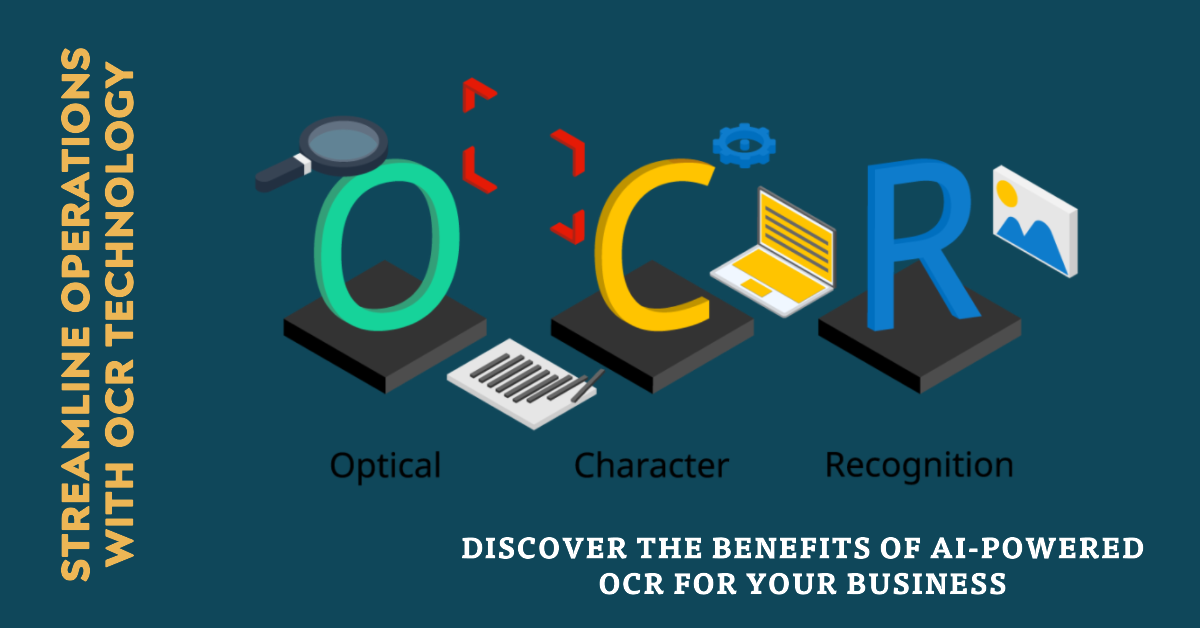 STREAMLINE OPERATIONS
WITH OCR TECHNOLOGY
O C R
Optical Character Recognition
DISCOVER THE BENEFITS OF AI-POWERED
OCR FOR YOUR BUSINESS